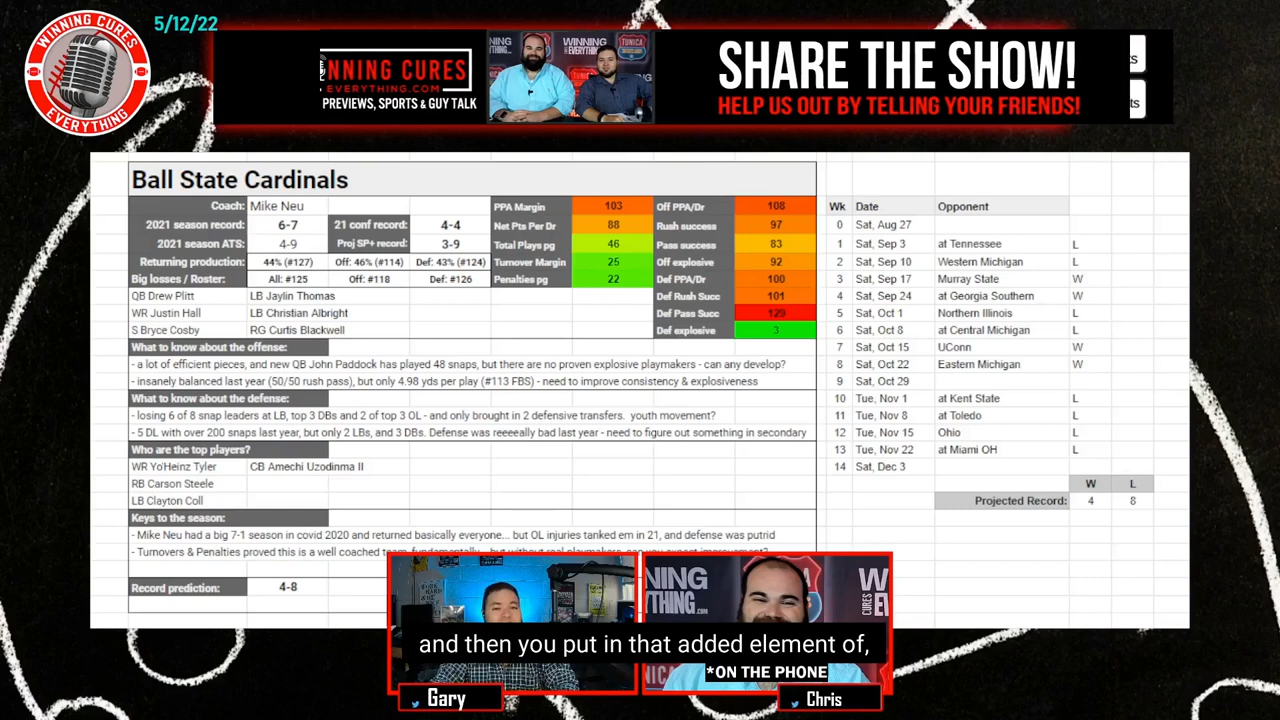 WINNING CURES
EVERYTHING
5/12/22
NNING CURES
EVERYTHING.COM
PREVIEWS, SPORTS & GUY TALK
SHARE THE SHOW!
HELP US OUT BY TELLING YOUR FRIENDS!
ts
Ball State Cardinals
Coach: Mike Neu
2021 season record: 6-7 21 conf record: 4-4
2021 season ATS: 4-9 Proj SP+ record: 3-9
Returning production: 44% (#127) Off: 46% (#114) Def: 43% (#124)
Big losses / Roster: All: #125 Off: #118 Def: #126
QB Drew Plitt LB Jaylin Thomas
WR Justin Hall LB Christian Albright
S Bryce Cosby RG Curtis Blackwell
PPA Margin 103 Off PPA/Dr 108
Net Pts Per Dr 88 Rush success 97
Total Plays pg 46 Pass success 83
Turnover Margin 25 Off explosive 92
Penalties pg 22 Def PPA/Dr 100
Def Rush Succ 101
Def Pass Succ 129
Def explosive 3
What to know about the offense:
- a lot of efficient pieces, and new QB John Paddock has played 48 snaps, but there are no proven explosive playmakers - can any develop?
- insanely balanced last year (50/50 rush pass), but only 4.98 yds per play (#113 FBS) - need to improve consistency & explosiveness
What to know about the defense:
- losing 6 of 8 snap leaders at LB, top 3 DBs and 2 of top 3 OL - and only brought in 2 defensive transfers. youth movement?
- 5 DL with over 200 snaps last year, but only 2 LBs, and 3 DBs. Defense was reeeeally bad last year - need to figure out something in secondary
Who are the top players?
WR Yo'Heinz Tyler CB Amechi Uzodinma II
RB Carson Steele
LB Clayton Coll
Keys to the season:
- Mike Neu had a big 7-1 season in covid 2020 and returned basically everyone... but OL injuries tanked em in 21, and defense was putrid
- Turnovers & Penalties proved this is a well coached team, fundamentally - but without real playmakers, can you expect improvement?
Record prediction: 4-8
Wk Date Opponent
0 Sat, Aug 27
1 Sat, Sep 3 at Tennessee L
2 Sat, Sep 10 Western Michigan L
3 Sat, Sep 17 Murray State W
4 Sat, Sep 24 at Georgia Southern W
5 Sat, Oct 1 Northern Illinois L
6 Sat, Oct 8 at Central Michigan L
7 Sat, Oct 15 UConn W
8 Sat, Oct 22 Eastern Michigan W
9 Sat, Oct 29
10 Tue, Nov 1 at Kent State L
11 Tue, Nov 8 at Toledo L
12 Tue, Nov 15 Ohio L
13 Tue, Nov 22 at Miami OH L
14 Sat, Dec 3
W L
Projected Record: 4 8
and then you put in that added element of,
*ON THE PHONE
Gary
Chris